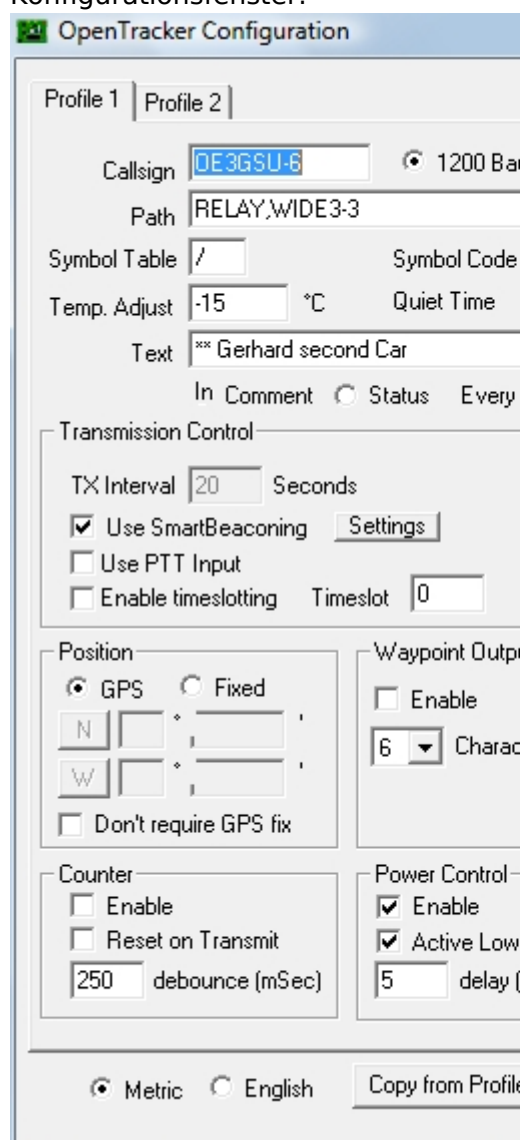 Konfigurationsfenster:
OpenTracker Configuration
Profile 1 Profile 2
Callsign OE3GSU-6 1200 Bau
Path RELAY,WIDE3-3
Symbol Table / Symbol Code
Temp. Adjust -15 °C Quiet Time
Text ** Gerhard second Car
In Comment Status Every
Transmission Control
TX Interval 20 Seconds
Use SmartBeaconing Settings
Use PTT Input
Enable timeslotting Timeslot 0
Position Waypoint Outpu
GPS Fixed Enable
N ° , '
6 Charac
W ° , '
Don't require GPS fix
Counter Power Control
Enable Enable
Reset on Transmit Active Low
250 debounce (mSec) 5 delay (
Metric English Copy from Profile